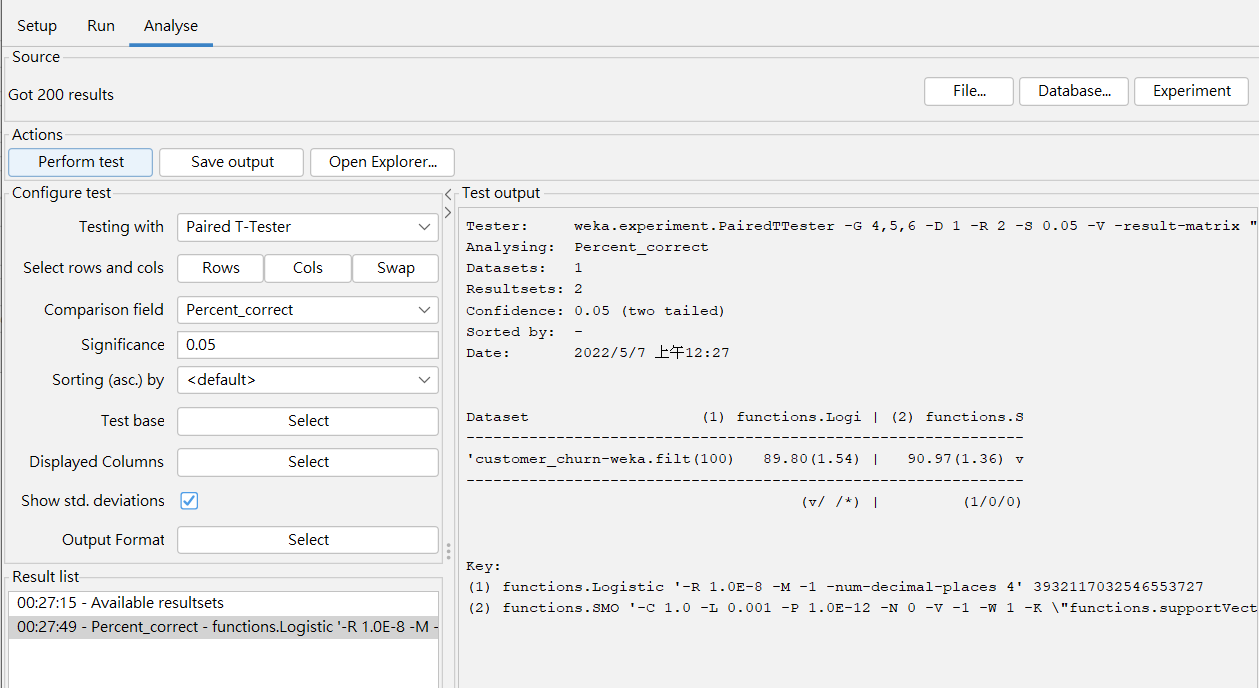 Setup Run Analyse
Source
Got 200 results
File... Database... Experiment
Actions
Perform test Save output Open Explorer...
Configure test
Testing with Paired T-Tester
Select rows and cols Rows Cols Swap
Comparison field Percent_correct
Significance 0.05
Sorting (asc.) by <default>
Test base Select
Displayed Columns Select
Show std. deviations
Output Format Select
Result list
00:27:15 - Available resultsets
00:27:49 - Percent_correct - functions.Logistic '-R 1.0E-8 -M -
Test output
Tester: weka.experiment.PairedTTester -G 4,5,6 -D 1 -R 2 -S 0.05 -V -result-matrix "
Analysing: Percent_correct
Datasets: 1
Resultsets: 2
Confidence: 0.05 (two tailed)
Sorted by: -
Date: 2022/5/7 上午12:27
Dataset (1) functions.Logi | (2) functions.S
--------------------------------------------------------------
'customer_churn-weka.filt(100) 89.80(1.54) | 90.97(1.36) v
--------------------------------------------------------------
(v/ /*) | (1/0/0)
Key:
(1) functions.Logistic '-R 1.0E-8 -M -1 -num-decimal-places 4' 3932117032546553727
(2) functions.SMO '-C 1.0 -L 0.001 -P 1.0E-12 -N 0 -V -1 -W 1 -K \"functions.supportVect